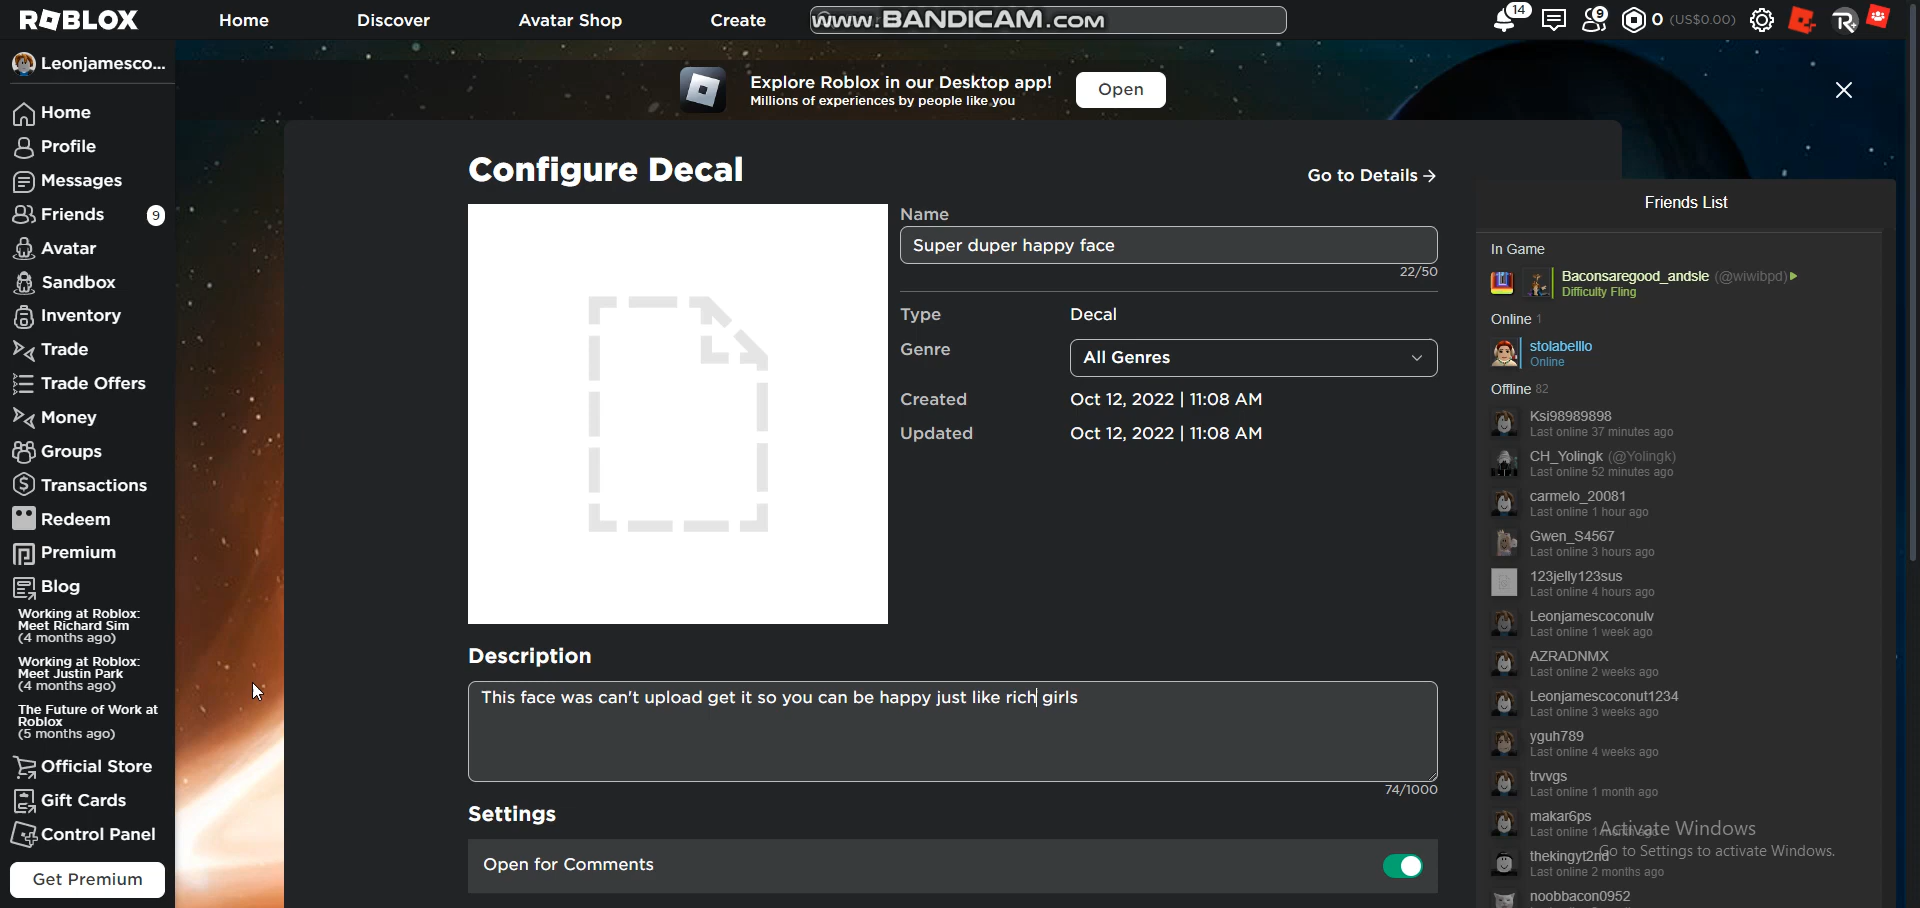 ROBLOX
Home
Discover
Avatar Shop
Create
www.BANDICAM.com
14
9
0 (US$0.00)
Leonjamesco...
Home
Profile
Messages
Friends 9
Avatar
Sandbox
Inventory
Trade
Trade Offers
Money
Groups
Transactions
Redeem
Premium
Blog
Working at Roblox:
Meet Richard Sim
(4 months ago)
Working at Roblox:
Meet Justin Park
(4 months ago)
The Future of Work at
Roblox
(5 months ago)
Official Store
Gift Cards
Control Panel
Get Premium
Explore Roblox in our Desktop app!
Millions of experiences by people like you
Open
Configure Decal
Go to Details
Name
Super duper happy face
22/50
Type Decal
Genre All Genres
Created Oct 12, 2022 | 11:08 AM
Updated Oct 12, 2022 | 11:08 AM
Description
This face was can't upload get it so you can be happy just like rich girls
74/1000
Settings
Open for Comments
Friends List
In Game
Baconsaregood_andsle (@wiwibpd)
Difficulty Fling
Online 1
stolabelllo
Online
Offline 82
Ksi98989898
Last online 37 minutes ago
CH_Yolingk (@Yolingk)
Last online 52 minutes ago
carmelo_20081
Last online 1 hour ago
Gwen_S4567
Last online 3 hours ago
123jelly123sus
Last online 4 hours ago
Leonjamescoconulv
Last online 1 week ago
AZRADNMX
Last online 2 weeks ago
Leonjamescoconut1234
Last online 3 weeks ago
yguh789
Last online 4 weeks ago
trvvgs
Last online 1 month ago
makar6ps
Last online 1 month ago
thekingyt2nd
Last online 2 months ago
noobbacon0952
Activate Windows
Go to Settings to activate Windows.